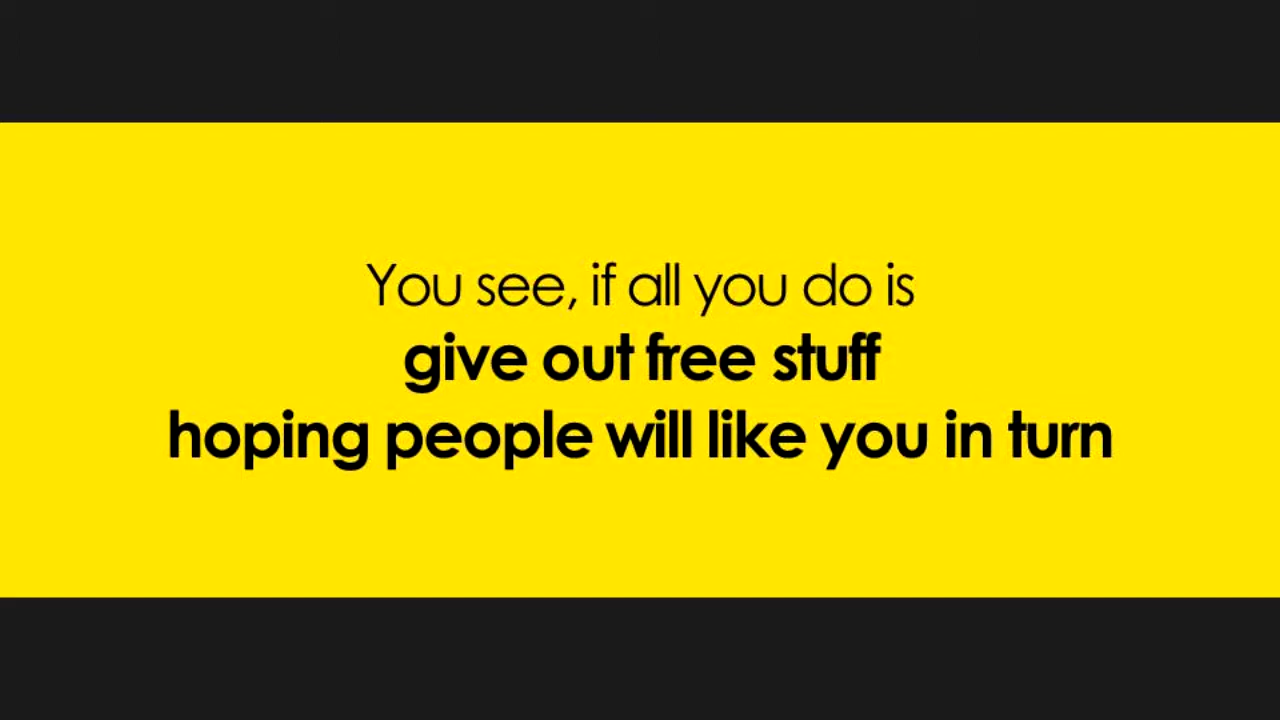 You see, if all you do is
give out free stuff
hoping people will like you in turn